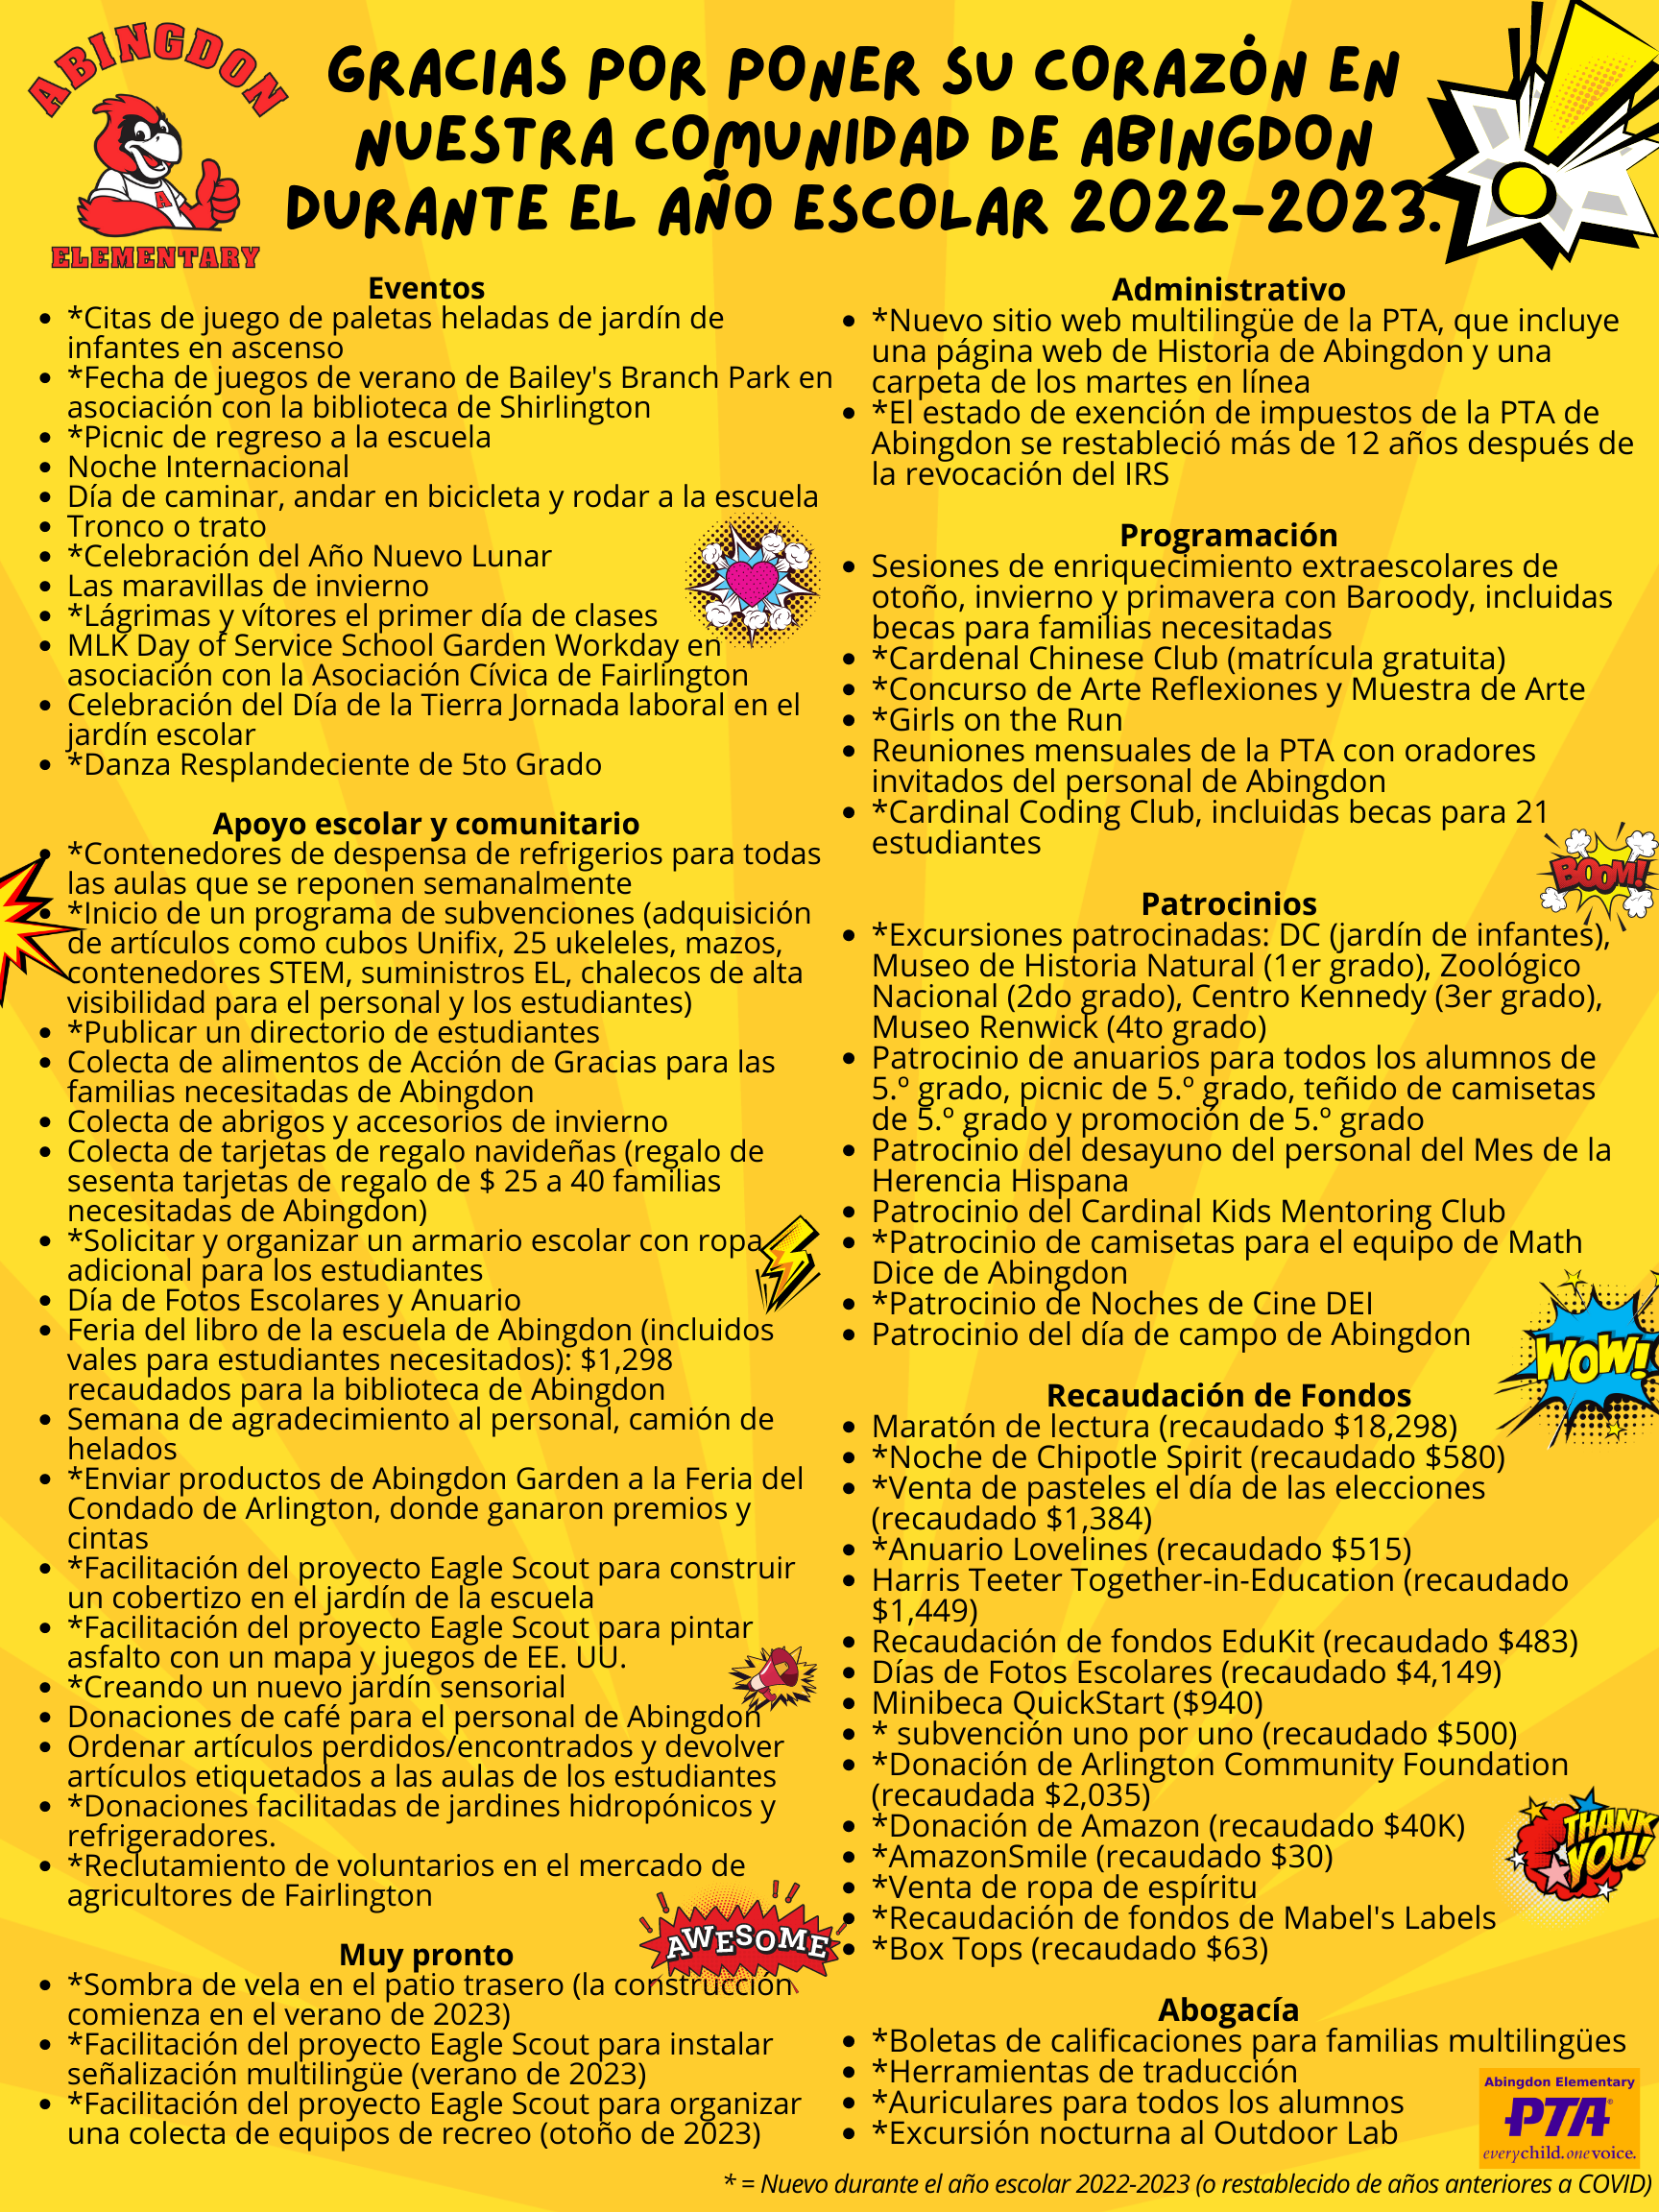 ABINGDON
ELEMENTARY
A
GRACIAS POR PONER SU CORAZÓN EN
NUESTRA COMUNIDAD DE ABINGDON
DURANTE EL AÑO ESCOLAR 2022-2023.
Eventos
• *Citas de juego de paletas heladas de jardín de
infantes en ascenso
• *Fecha de juegos de verano de Bailey's Branch Park en
asociación con la biblioteca de Shirlington
• *Picnic de regreso a la escuela
• Noche Internacional
• Día de caminar, andar en bicicleta y rodar a la escuela
• Tronco o trato
• *Celebración del Año Nuevo Lunar
• Las maravillas de invierno
• *Lágrimas y vítores el primer día de clases
• MLK Day of Service School Garden Workday en
asociación con la Asociación Cívica de Fairlington
• Celebración del Día de la Tierra Jornada laboral en el
jardín escolar
• *Danza Resplandeciente de 5to Grado
Apoyo escolar y comunitario
• *Contenedores de despensa de refrigerios para todas
las aulas que se reponen semanalmente
• *Inicio de un programa de subvenciones (adquisición
de artículos como cubos Unifix, 25 ukeleles, mazos,
contenedores STEM, suministros EL, chalecos de alta
visibilidad para el personal y los estudiantes)
• *Publicar un directorio de estudiantes
• Colecta de alimentos de Acción de Gracias para las
familias necesitadas de Abingdon
• Colecta de abrigos y accesorios de invierno
• Colecta de tarjetas de regalo navideñas (regalo de
sesenta tarjetas de regalo de $ 25 a 40 familias
necesitadas de Abingdon)
• *Solicitar y organizar un armario escolar con ropa
adicional para los estudiantes
• Día de Fotos Escolares y Anuario
• Feria del libro de la escuela de Abingdon (incluidos
vales para estudiantes necesitados): $1,298
recaudados para la biblioteca de Abingdon
• Semana de agradecimiento al personal, camión de
helados
• *Enviar productos de Abingdon Garden a la Feria del
Condado de Arlington, donde ganaron premios y
cintas
• *Facilitación del proyecto Eagle Scout para construir
un cobertizo en el jardín de la escuela
• *Facilitación del proyecto Eagle Scout para pintar
asfalto con un mapa y juegos de EE. UU.
• *Creando un nuevo jardín sensorial
• Donaciones de café para el personal de Abingdon
• Ordenar artículos perdidos/encontrados y devolver
artículos etiquetados a las aulas de los estudiantes
• *Donaciones facilitadas de jardines hidropónicos y
refrigeradores.
• *Reclutamiento de voluntarios en el mercado de
agricultores de Fairlington
AWESOME
Muy pronto
• *Sombra de vela en el patio trasero (la construcción
comienza en el verano de 2023)
• *Facilitación del proyecto Eagle Scout para instalar
señalización multilingüe (verano de 2023)
• *Facilitación del proyecto Eagle Scout para organizar
una colecta de equipos de recreo (otoño de 2023)
Administrativo
• *Nuevo sitio web multilingüe de la PTA, que incluye
una página web de Historia de Abingdon y una
carpeta de los martes en línea
• *El estado de exención de impuestos de la PTA de
Abingdon se restableció más de 12 años después de
la revocación del IRS
Programación
• Sesiones de enriquecimiento extraescolares de
otoño, invierno y primavera con Baroody, incluidas
becas para familias necesitadas
• *Cardenal Chinese Club (matrícula gratuita)
• *Concurso de Arte Reflexiones y Muestra de Arte
• *Girls on the Run
• Reuniones mensuales de la PTA con oradores
invitados del personal de Abingdon
• *Cardinal Coding Club, incluidas becas para 21
estudiantes
BOOM!
Patrocinios
• *Excursiones patrocinadas: DC (jardín de infantes),
Museo de Historia Natural (1er grado), Zoológico
Nacional (2do grado), Centro Kennedy (3er grado),
Museo Renwick (4to grado)
• Patrocinio de anuarios para todos los alumnos de
5.º grado, picnic de 5.º grado, teñido de camisetas
de 5.º grado y promoción de 5.º grado
• Patrocinio del desayuno del personal del Mes de la
Herencia Hispana
• Patrocinio del Cardinal Kids Mentoring Club
• *Patrocinio de camisetas para el equipo de Math
Dice de Abingdon
• *Patrocinio de Noches de Cine DEI
• Patrocinio del día de campo de Abingdon
WOW!
Recaudación de Fondos
• Maratón de lectura (recaudado $18,298)
• *Noche de Chipotle Spirit (recaudado $580)
• *Venta de pasteles el día de las elecciones
(recaudado $1,384)
• *Anuario Lovelines (recaudado $515)
• Harris Teeter Together-in-Education (recaudado
$1,449)
• Recaudación de fondos EduKit (recaudado $483)
• Días de Fotos Escolares (recaudado $4,149)
• Minibeca QuickStart ($940)
• * subvención uno por uno (recaudado $500)
• *Donación de Arlington Community Foundation
(recaudada $2,035)
• *Donación de Amazon (recaudado $40K)
• *AmazonSmile (recaudado $30)
• *Venta de ropa de espíritu
• *Recaudación de fondos de Mabel's Labels
• *Box Tops (recaudado $63)
THANK
YOU!
Abogacía
• *Boletas de calificaciones para familias multilingües
• *Herramientas de traducción
• *Auriculares para todos los alumnos
• *Excursión nocturna al Outdoor Lab
Abingdon Elementary
PTA®
everychild.onevoice.
* = Nuevo durante el año escolar 2022-2023 (o restablecido de años anteriores a COVID)